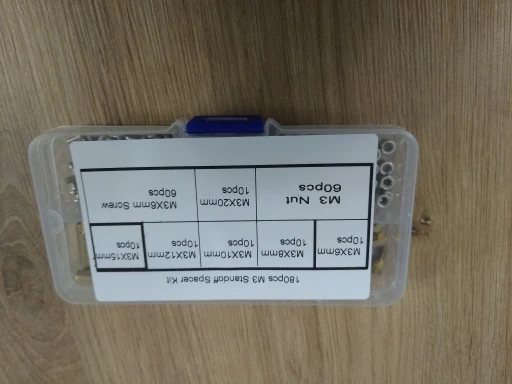 180pcs M3 Standoff Spacer Kit
M3X6mm
10pcs
M3X8mm
10pcs
M3X10mm
10pcs
M3X12mm
10pcs
M3X15mm
10pcs
M3 Nut
60pcs
M3X20mm
10pcs
M3X6mm Screw
60pcs